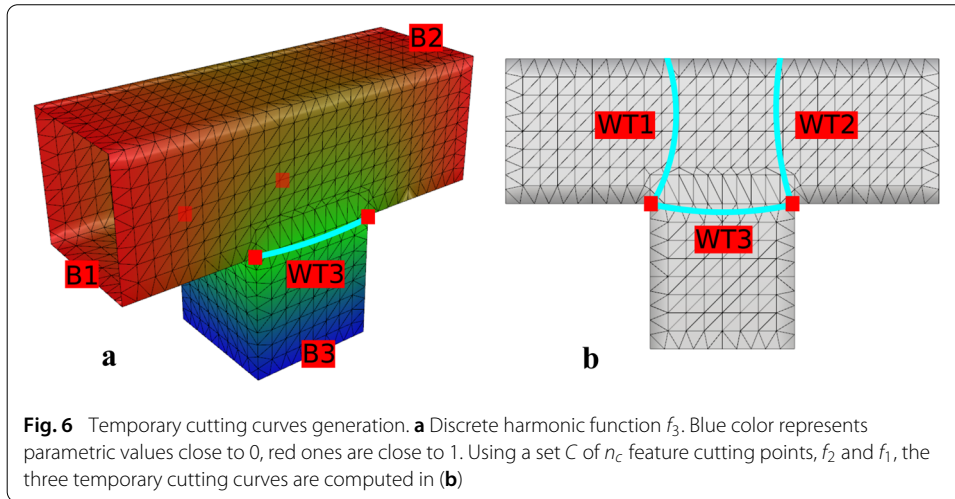 B2
B1
WT3
B3
a
WT1
WT2
WT3
b
Fig. 6 Temporary cutting curves generation. a Discrete harmonic function f₃. Blue color represents
parametric values close to 0, red ones are close to 1. Using a set C of n_c feature cutting points, f₂ and f₁, the
three temporary cutting curves are computed in (b)